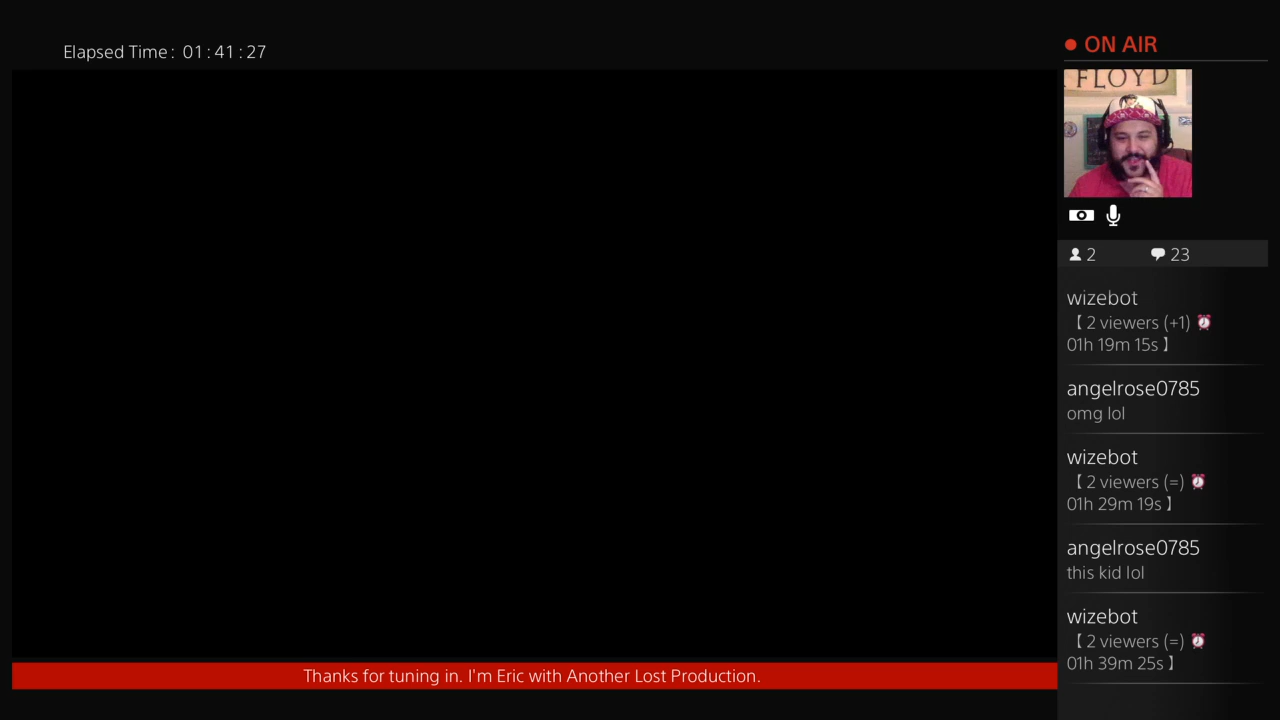 Elapsed Time: 01:41:27
ON AIR
FLOYD
2 23
wizebot
【2 viewers (+1) ⏰
01h 19m 15s】
angelrose0785
omg lol
wizebot
【2 viewers (=) ⏰
01h 29m 19s】
angelrose0785
this kid lol
wizebot
【2 viewers (=) ⏰
01h 39m 25s】
Thanks for tuning in. I'm Eric with Another Lost Production.